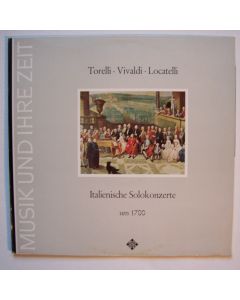 MUSIK UND IHRE ZEIT
Torelli · Vivaldi · Locatelli
Italienische Solokonzerte
um 1700